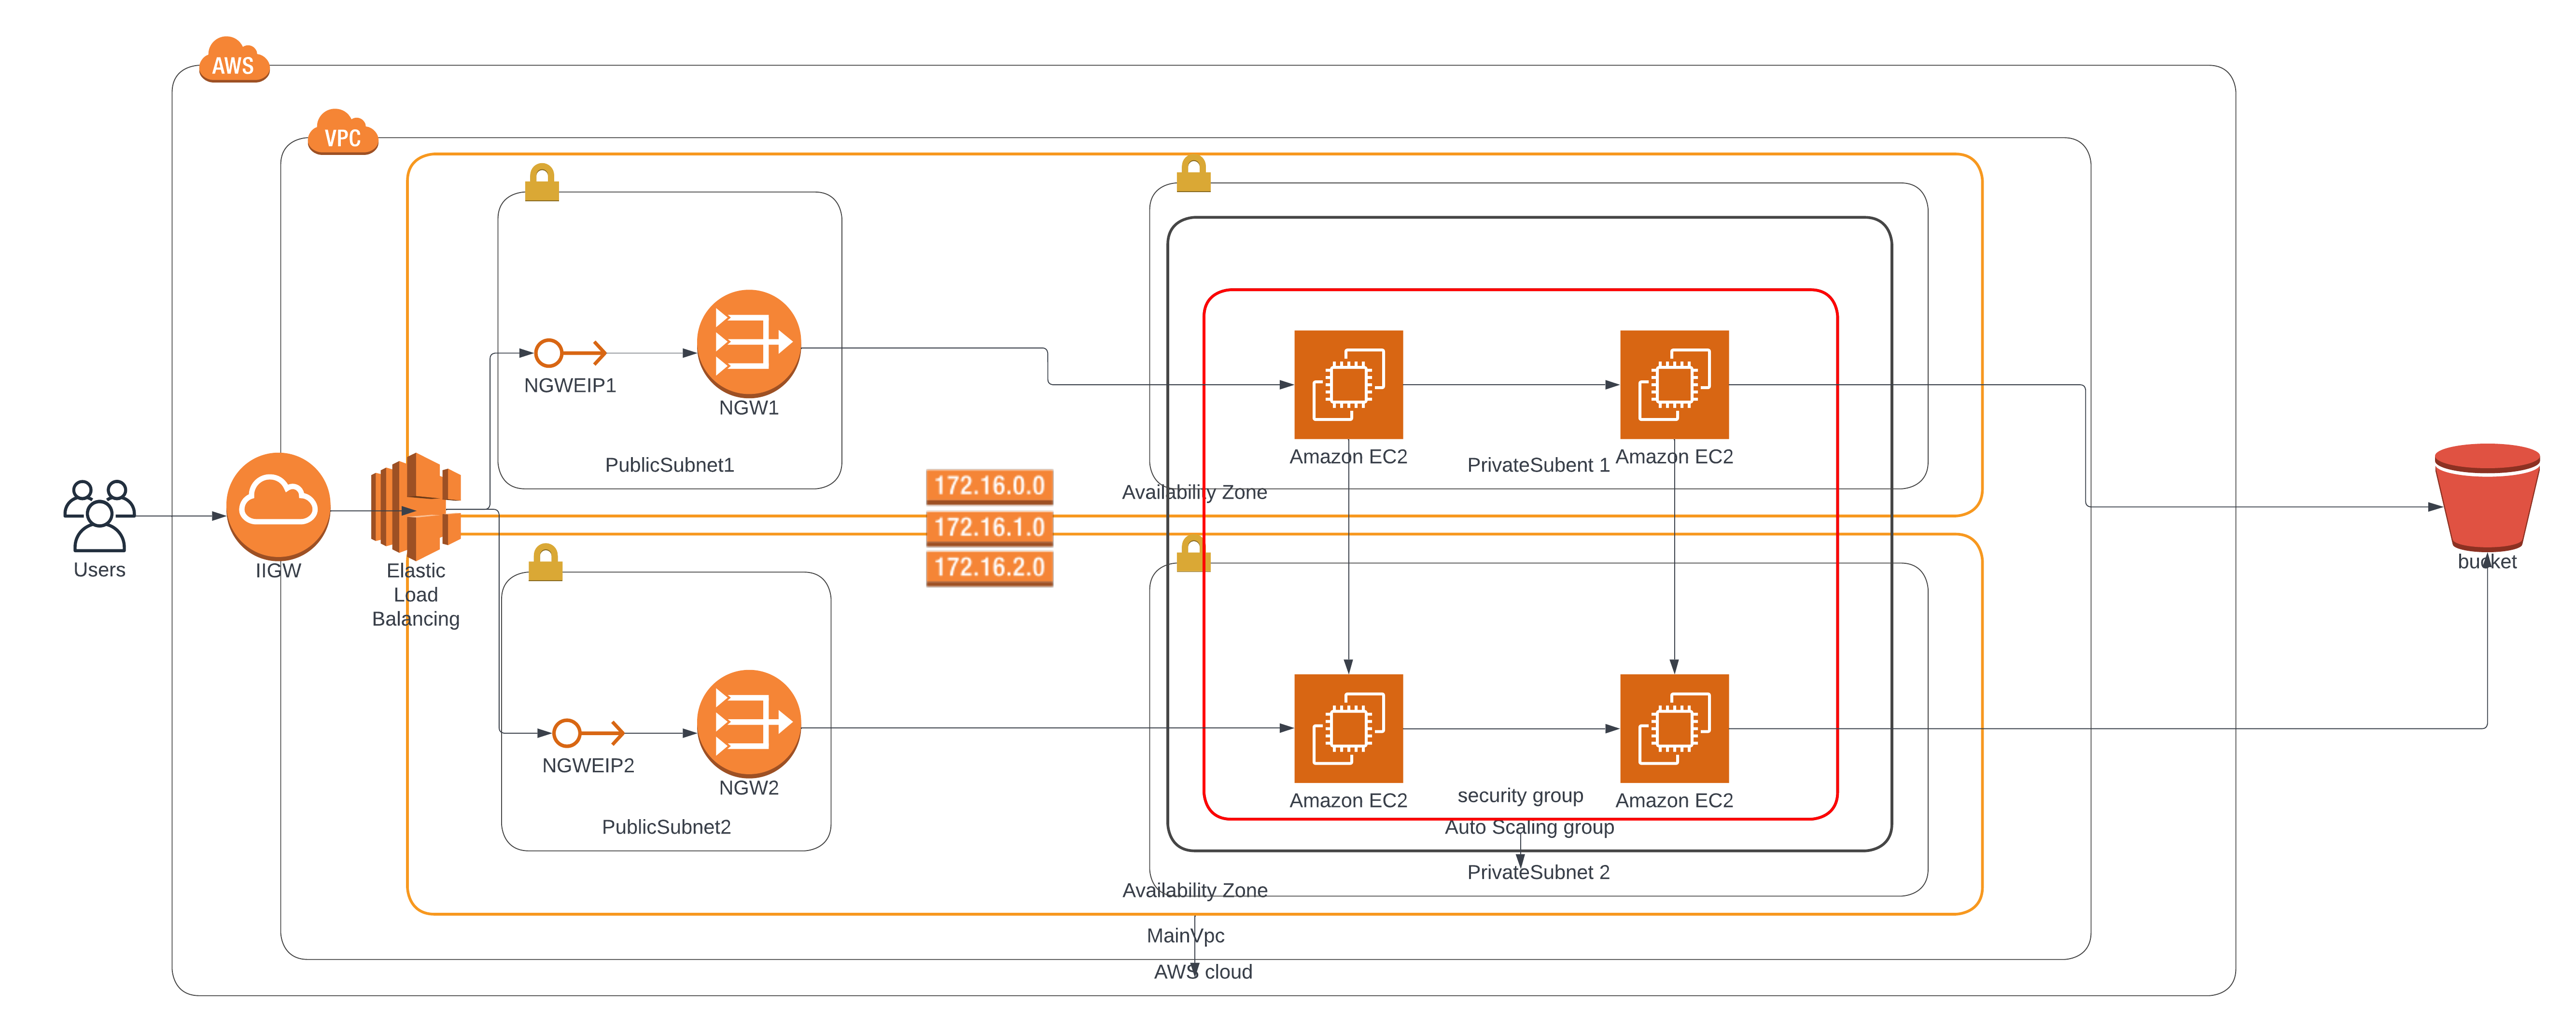 AWS
VPC
NGWEIP1
NGW1
PublicSubnet1
Amazon EC2
PrivateSubent 1
Amazon EC2
Availability Zone
172.16.0.0
172.16.1.0
172.16.2.0
Users
IIGW
Elastic
Load
Balancing
bucket
NGWEIP2
NGW2
PublicSubnet2
Amazon EC2
security group
Amazon EC2
Auto Scaling group
PrivateSubnet 2
Availability Zone
MainVpc
AWS cloud